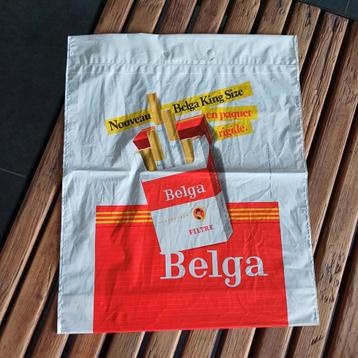 Nouveau Belga King Size
en paquet
rigide.
Belga
FILTRE
Belga